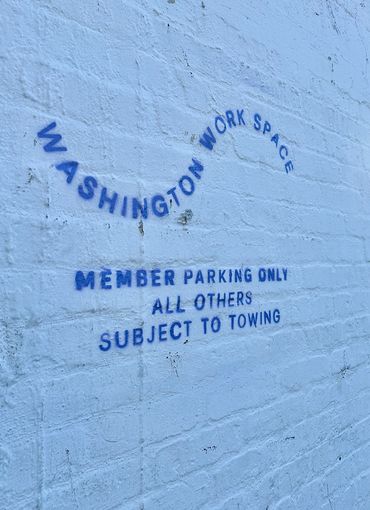 WASHINGTON WORK SPACE
MEMBER PARKING ONLY
ALL OTHERS
SUBJECT TO TOWING